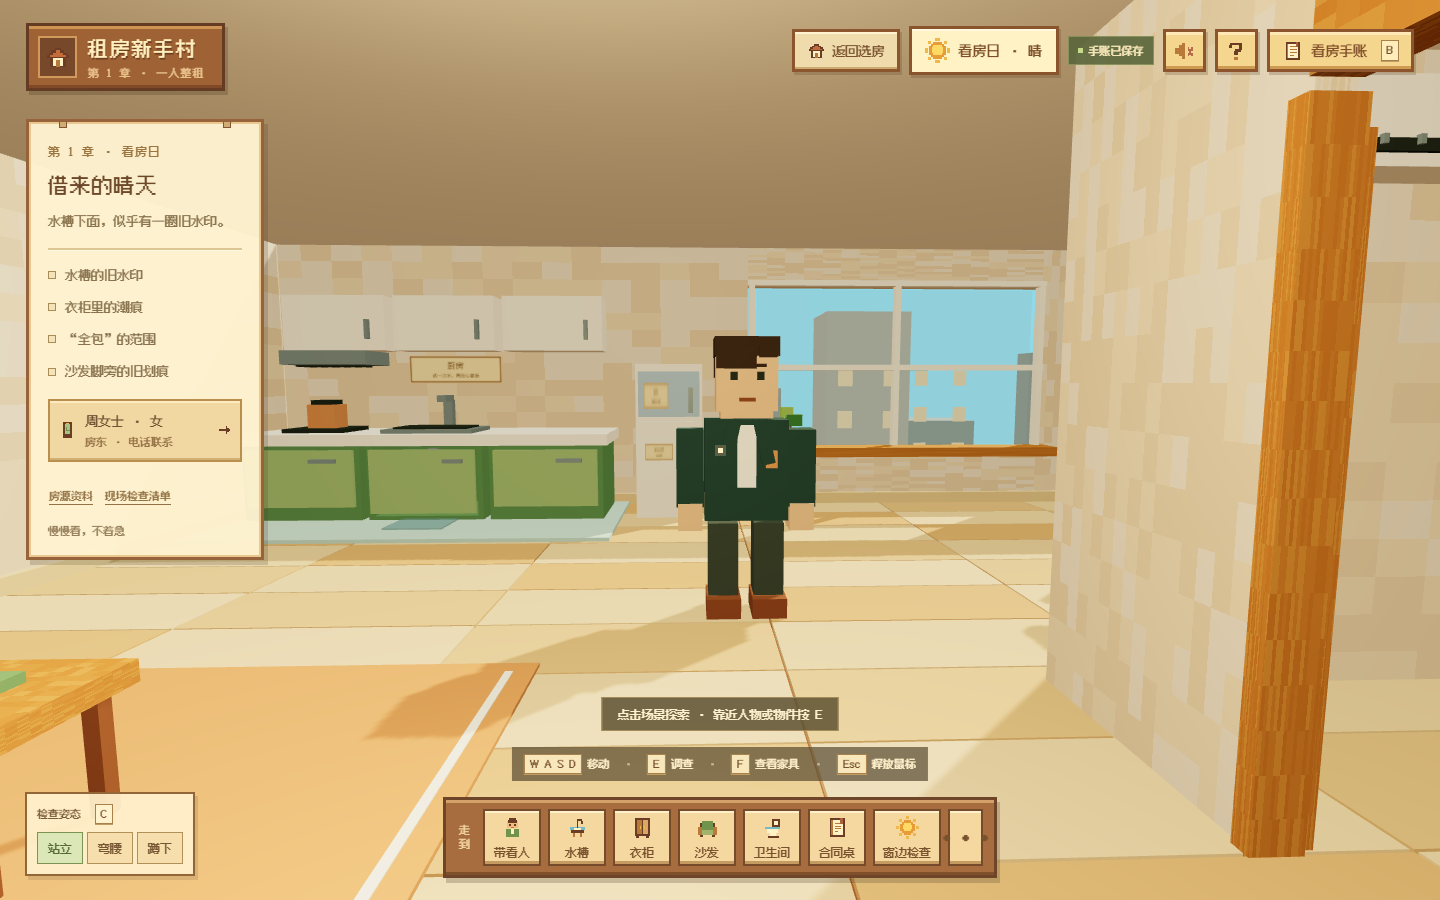 租房新手村
第 1 章 · 一人整租
返回选房
看房日 · 晴
手账已保存
?
看房手账 B
第 1 章 · 看房日
借来的晴天
水槽下面，似乎有一圈旧水印。
水槽的旧水印
衣柜里的潮痕
“全包”的范围
沙发脚旁的旧划痕
周女士 · 女
房东 · 电话联系
→
房源资料 现场检查清单
慢慢看，不着急
厨房
点击场景探索 · 靠近人物或物件按 E
W A S D 移动 · E 调查 · F 查看家具 · Esc 释放鼠标
检查姿态 C
站立 弯腰 蹲下
走到
带看人 水槽 衣柜 沙发 卫生间 合同桌 窗边检查